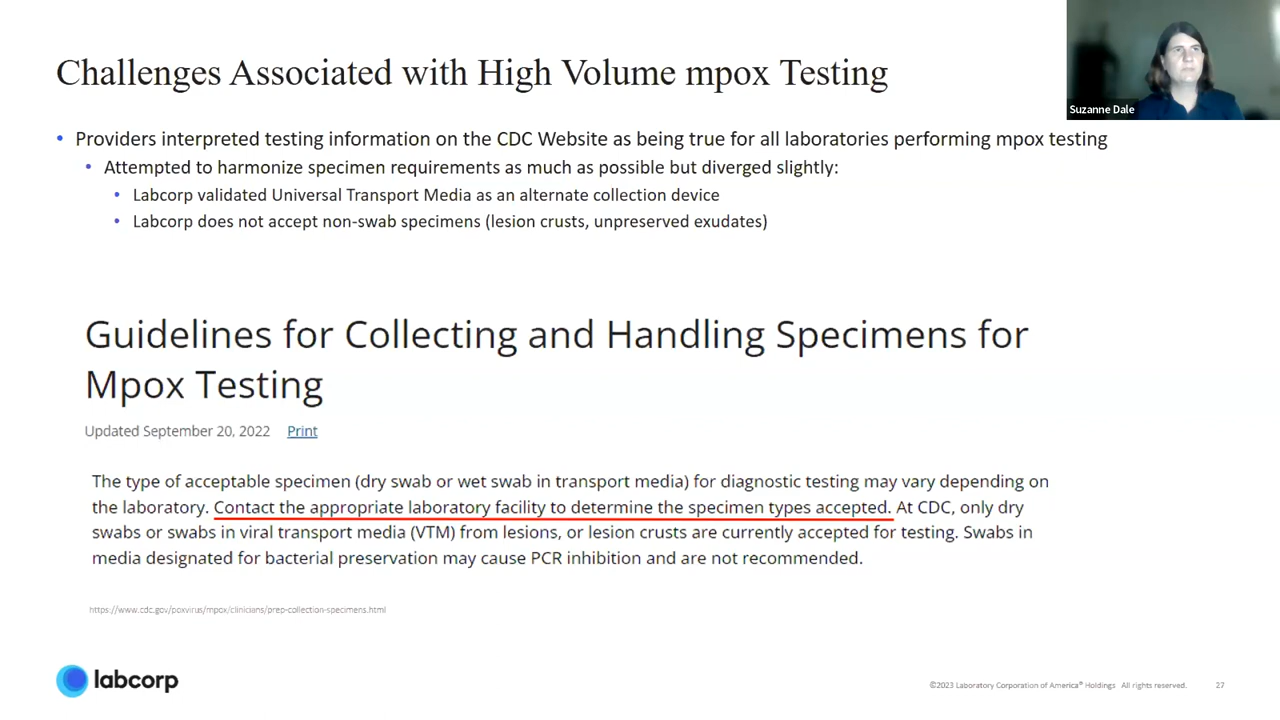 Challenges Associated with High Volume mpox Testing
Suzanne Dale
• Providers interpreted testing information on the CDC Website as being true for all laboratories performing mpox testing
• Attempted to harmonize specimen requirements as much as possible but diverged slightly:
• Labcorp validated Universal Transport Media as an alternate collection device
• Labcorp does not accept non-swab specimens (lesion crusts, unpreserved exudates)
Guidelines for Collecting and Handling Specimens for
Mpox Testing
Updated September 20, 2022 Print
The type of acceptable specimen (dry swab or wet swab in transport media) for diagnostic testing may vary depending on
the laboratory. Contact the appropriate laboratory facility to determine the specimen types accepted. At CDC, only dry
swabs or swabs in viral transport media (VTM) from lesions, or lesion crusts are currently accepted for testing. Swabs in
media designated for bacterial preservation may cause PCR inhibition and are not recommended.
https://www.cdc.gov/poxvirus/mpox/clinicians/prep-collection-specimens.html
labcorp
©2023 Laboratory Corporation of America® Holdings All rights reserved. 27